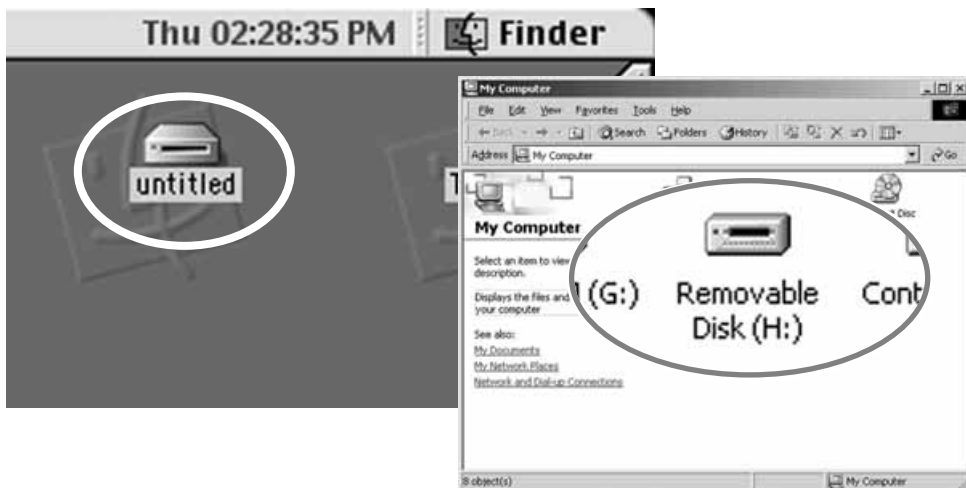 Thu 02:28:35 PM Finder
untitled
My Computer
File Edit View Favorites Tools Help
Back Search Folders History
Address My Computer Go
Disc
My Computer
Select an item to view
description.
Displays the files and
your computer
See also:
My Documents
My Network Places
Network and Dial-up Connections
(G:)
Removable
Disk (H:)
Cont
8 object(s) My Computer